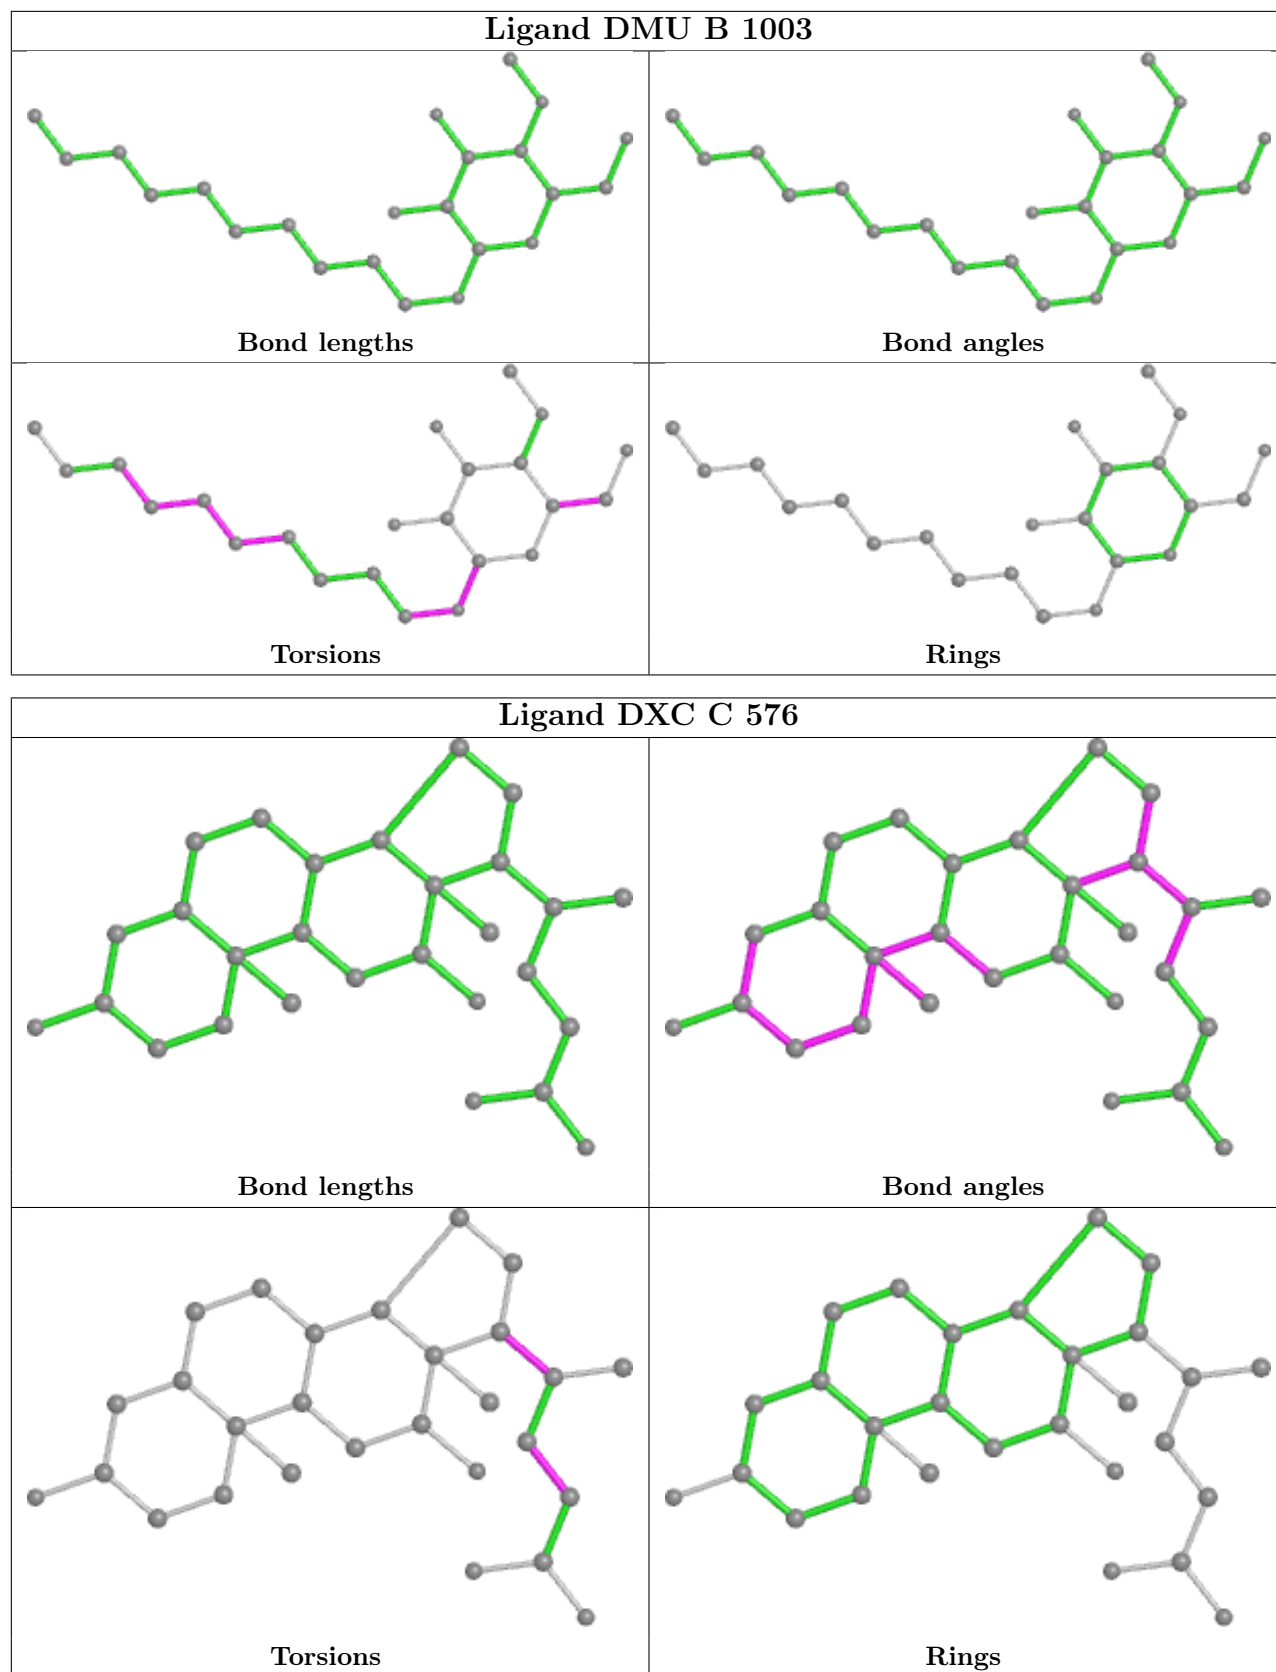 Ligand DMU B 1003
Bond lengths
Bond angles
Torsions
Rings
Ligand DXC C 576
Bond lengths
Bond angles
Torsions
Rings